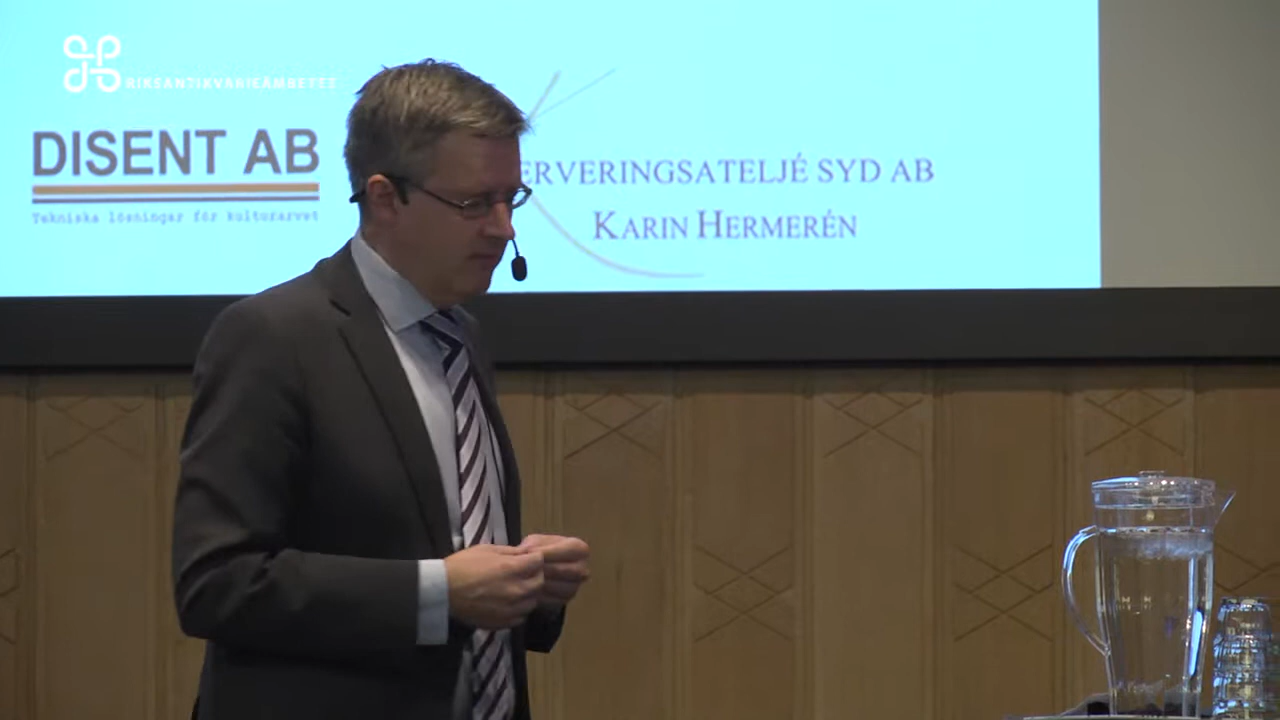 RIKSANTIKVARIEÄMBETET
DISENT AB
Tekniska lösningar för kulturarvet
ERVERINGSATELJÉ SYD AB
KARIN HERMERÉN